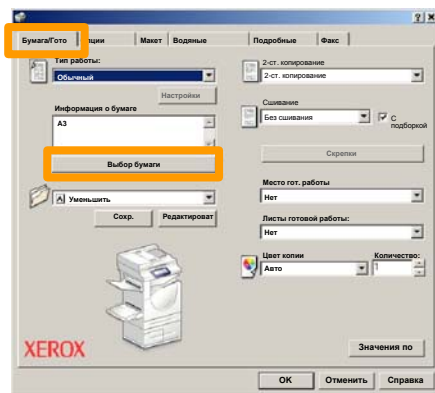 Бумага/Гото
пции
Макет
Водяные
Подробные
Факс
Тип работы:
Обычный
Настройки
Информация о бумаге
А3
Выбор бумаги
А Уменьшить
Сохр.
Редактироват
2-ст. копирование
2-ст. копирование
Сшивание
Без сшивания
С
подборкой
Скрепки
Место гот. работы
Нет
Листы готовой работы:
Нет
Цвет копии
Количество:
Авто
1
XEROX
Значения по
OK
Отменить
Справка